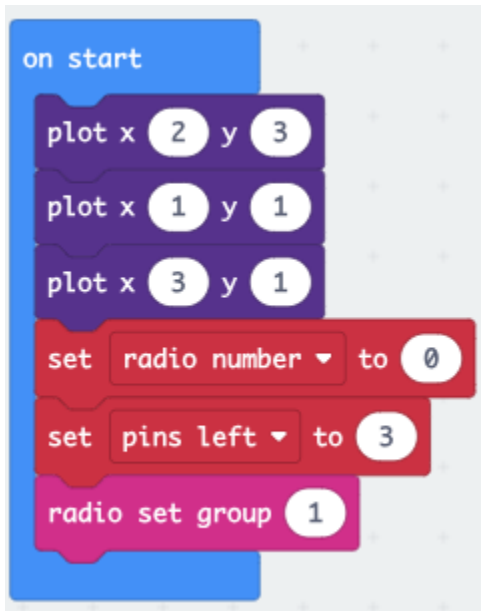 on start
plot x 2 y 3
plot x 1 y 1
plot x 3 y 1
set radio number to 0
set pins left to 3
radio set group 1